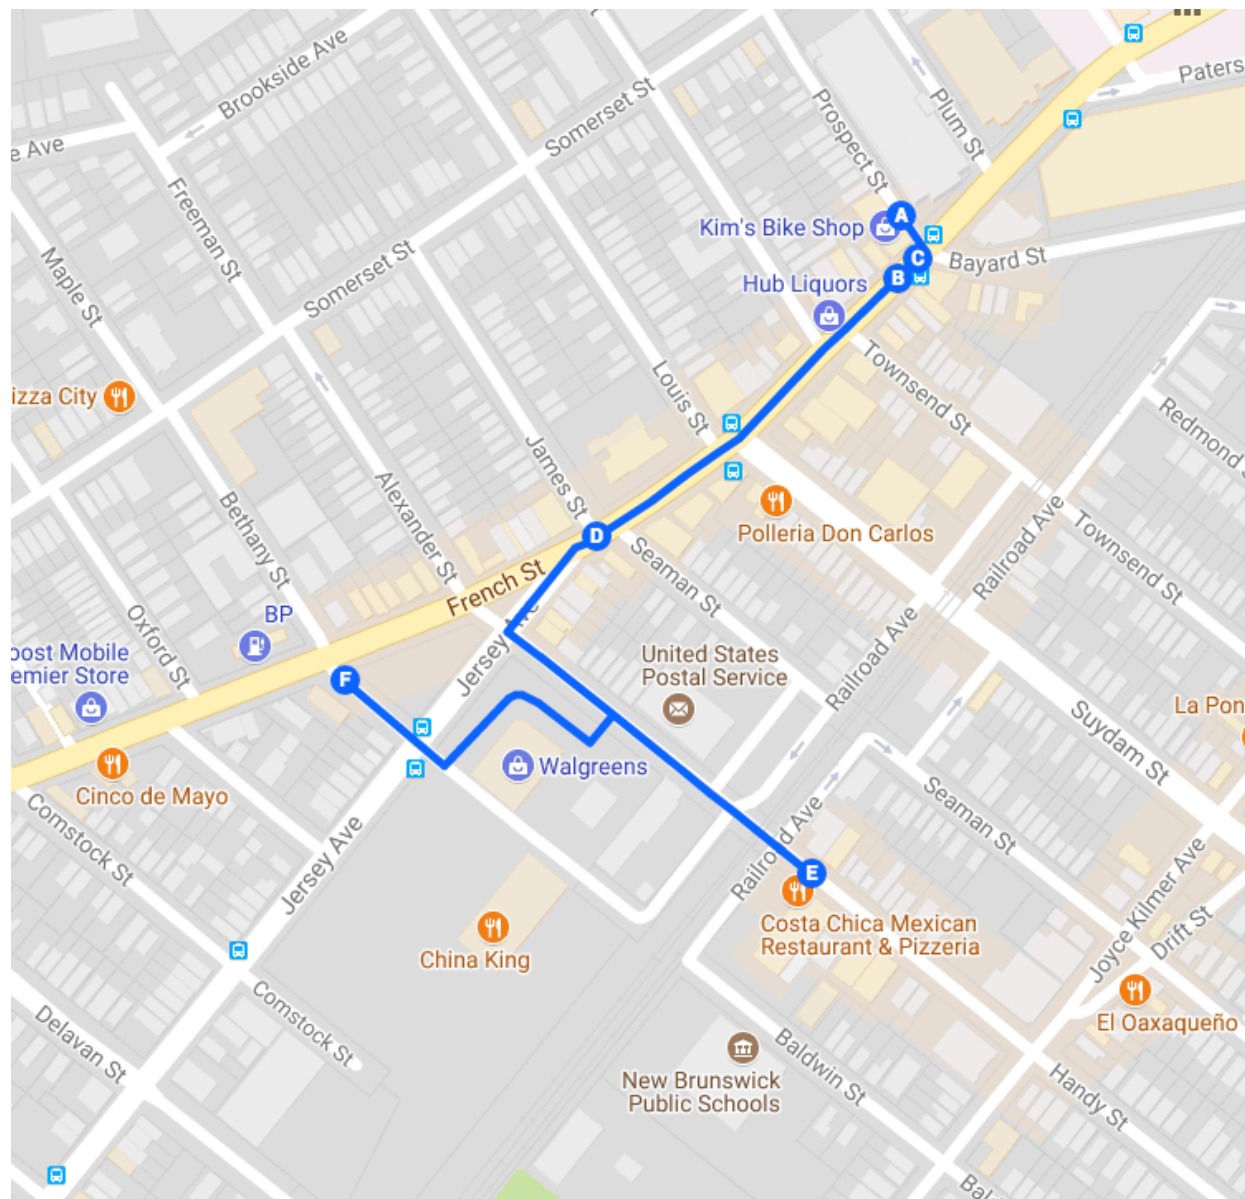 Brookside Ave
Somerset St
Prospect St
Plum St
Paters
e Ave
Freeman St
A
Kim's Bike Shop
C
Bayard St
B
Maple St
Somerset St
Hub Liquors
Townsend St
izza City
Louis St
Redmond
James St
Alexander St
Bethany St
Polleria Don Carlos
Railroad Ave
Townsend St
D
Seaman St
French St
BP
Oxford St
Jersey Ave
oost Mobile
emier Store
United States
Postal Service
Railroad Ave
F
La Pon
Suydam St
Walgreens
Cinco de Mayo
Comstock St
Seaman St
Railroad Ave
Jersey Ave
E
Costa Chica Mexican
Restaurant & Pizzeria
Joyce Kilmer Ave
Drift St
China King
Comstock St
El Oaxaqueño
Delavan St
New Brunswick
Public Schools
Baldwin St
Handy St
Bal